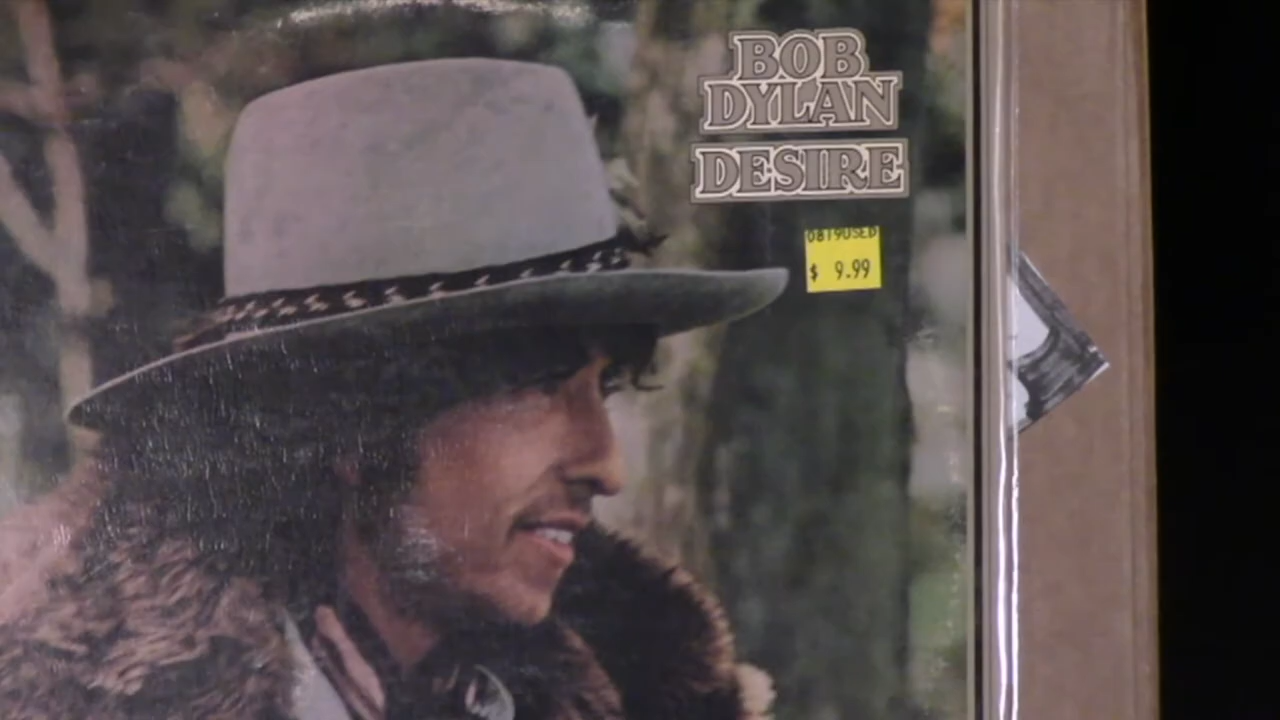 BOB
DYLAN
DESIRE
0819USED
$ 9.99